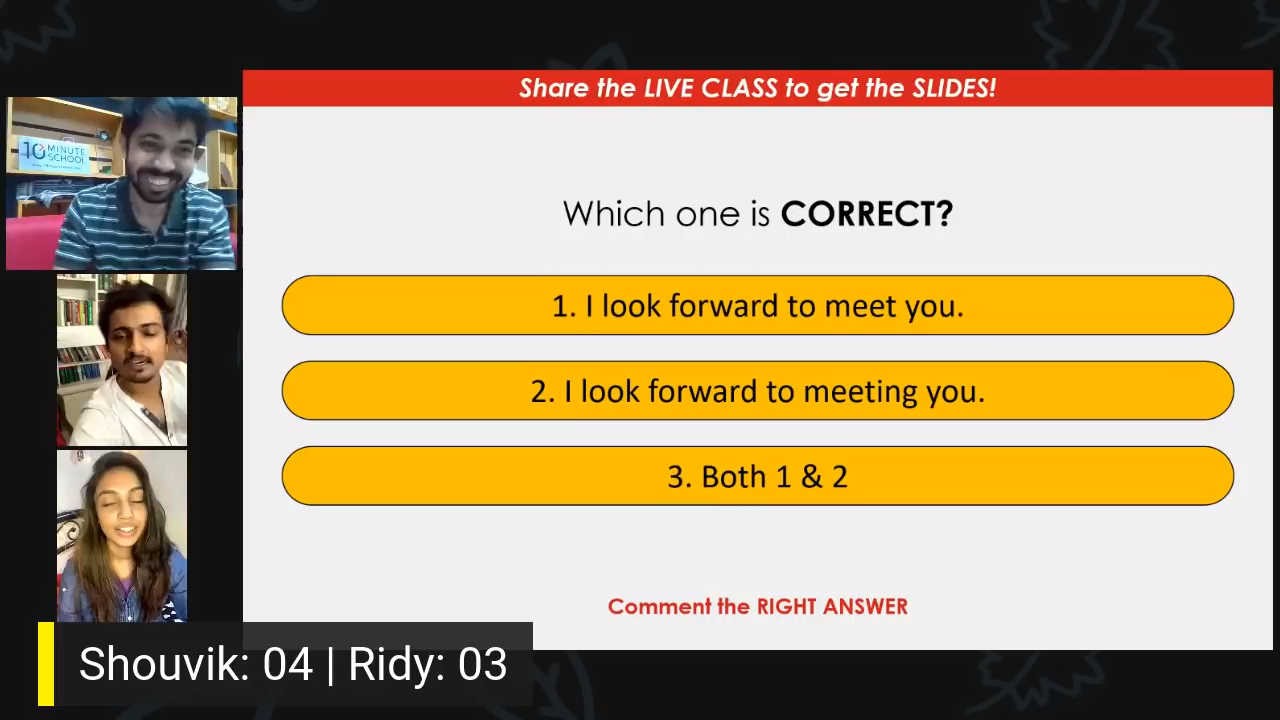 Share the LIVE CLASS to get the SLIDES!
10 MINUTE
SCHOOL
Which one is CORRECT?
1. I look forward to meet you.
2. I look forward to meeting you.
3. Both 1 & 2
Comment the RIGHT ANSWER
Shouvik: 04 | Ridy: 03